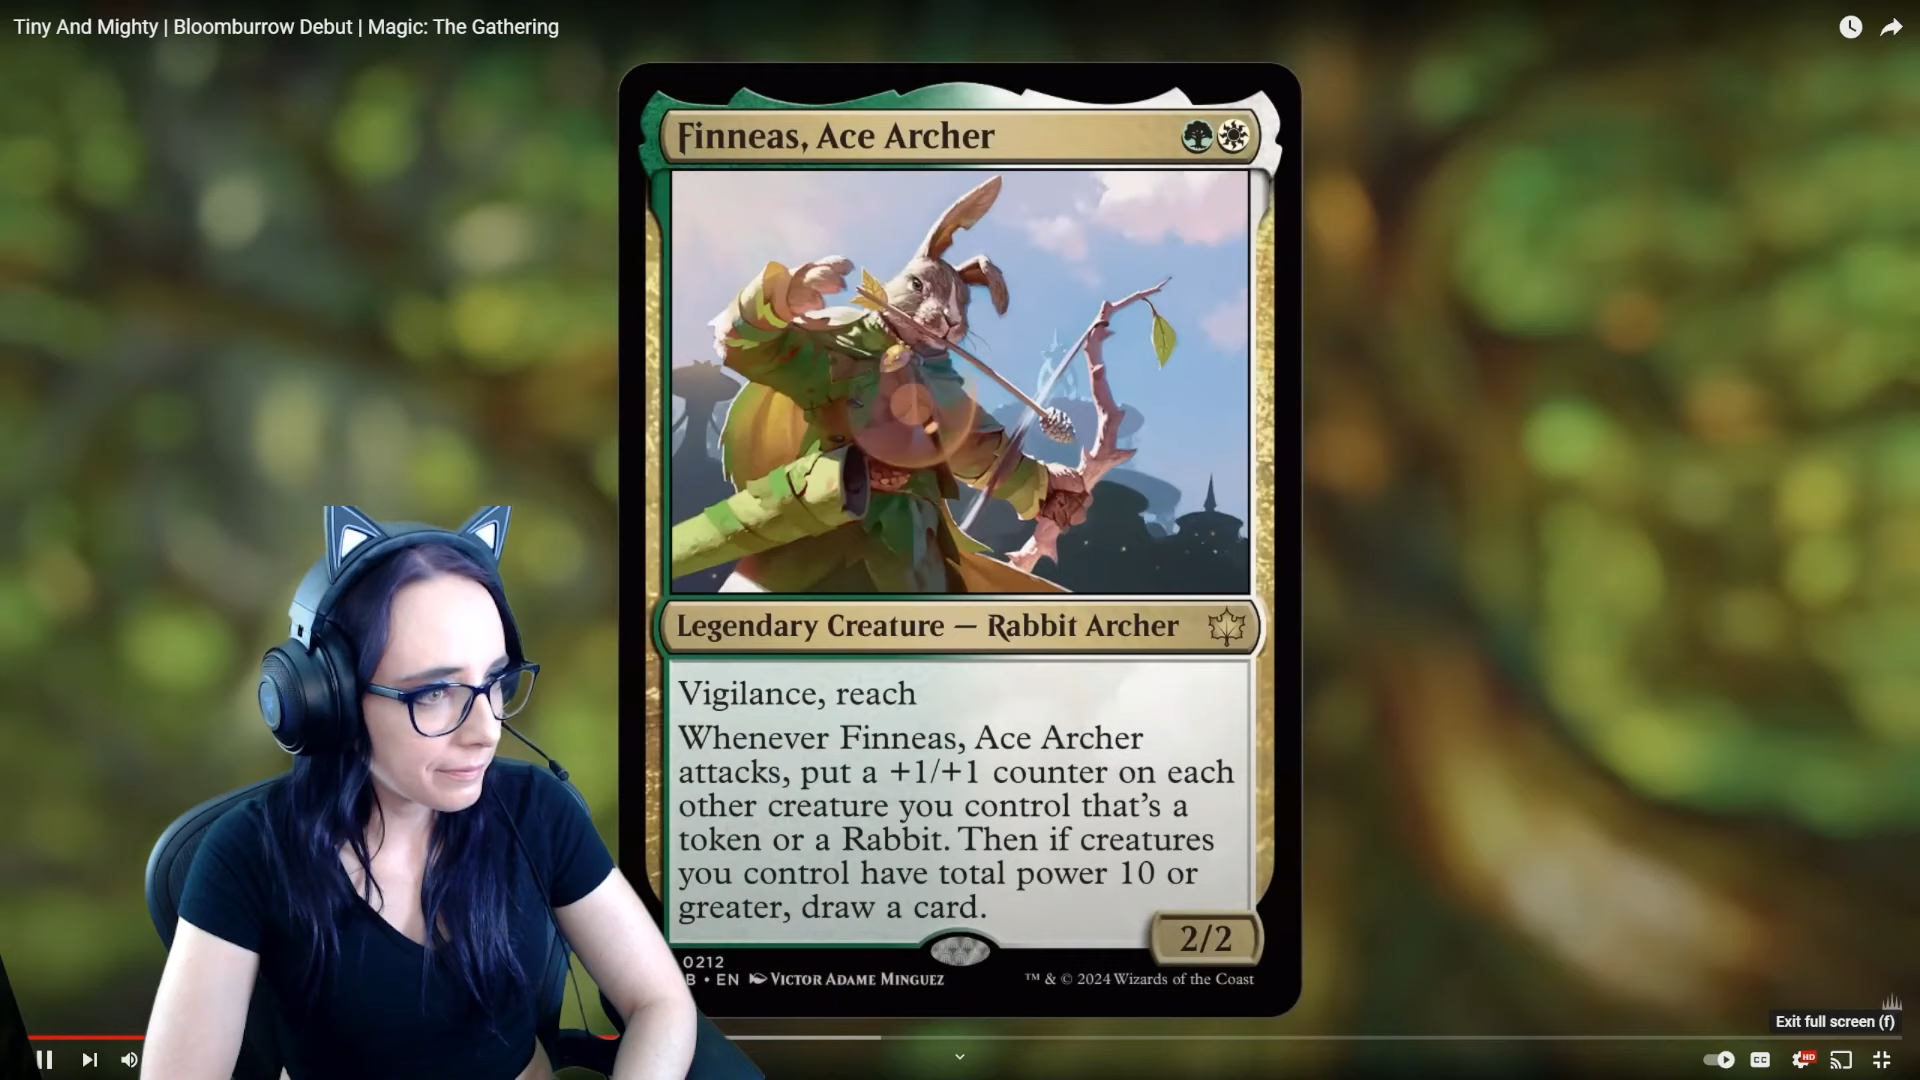 Tiny And Mighty | Bloomburrow Debut | Magic: The Gathering
Finneas, Ace Archer
Legendary Creature — Rabbit Archer
Vigilance, reach
Whenever Finneas, Ace Archer
attacks, put a +1/+1 counter on each
other creature you control that's a
token or a Rabbit. Then if creatures
you control have total power 10 or
greater, draw a card.
2/2
0212
B • EN VICTOR ADAME MINGUEZ
™ & © 2024 Wizards of the Coast
Exit full screen (f)
CC
HD